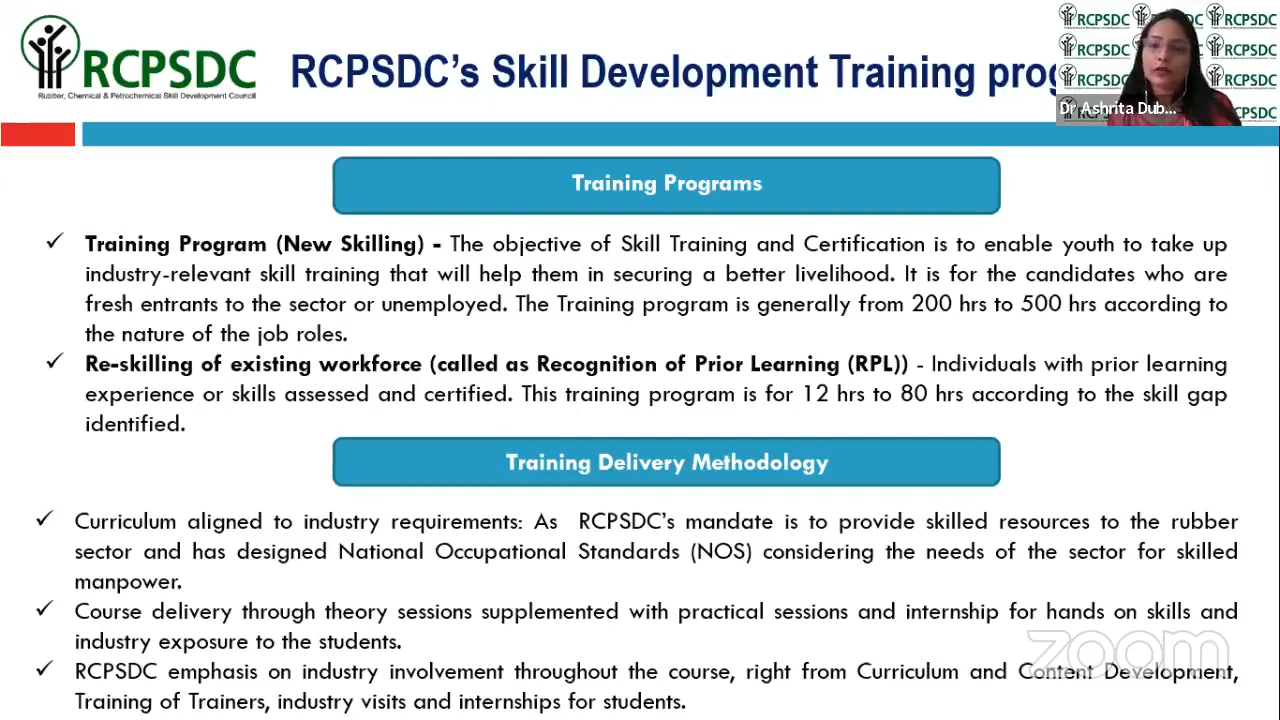 RCPSDC
Rubber, Chemical & Petrochemical Skill Development Council
RCPSDC's Skill Development Training prog
RCPSDC RCPSDC
RCPSDC RCPSDC
RCPSDC RCPSDC
RCPSDC RCPSDC
Dr Ashrita Dub...
Training Programs
✓ Training Program (New Skilling) - The objective of Skill Training and Certification is to enable youth to take up
industry-relevant skill training that will help them in securing a better livelihood. It is for the candidates who are
fresh entrants to the sector or unemployed. The Training program is generally from 200 hrs to 500 hrs according to
the nature of the job roles.
✓ Re-skilling of existing workforce (called as Recognition of Prior Learning (RPL)) - Individuals with prior learning
experience or skills assessed and certified. This training program is for 12 hrs to 80 hrs according to the skill gap
identified.
Training Delivery Methodology
✓ Curriculum aligned to industry requirements: As RCPSDC's mandate is to provide skilled resources to the rubber
sector and has designed National Occupational Standards (NOS) considering the needs of the sector for skilled
manpower.
✓ Course delivery through theory sessions supplemented with practical sessions and internship for hands on skills and
industry exposure to the students.
✓ RCPSDC emphasis on industry involvement throughout the course, right from Curriculum and Content Development,
Training of Trainers, industry visits and internships for students.
zoom